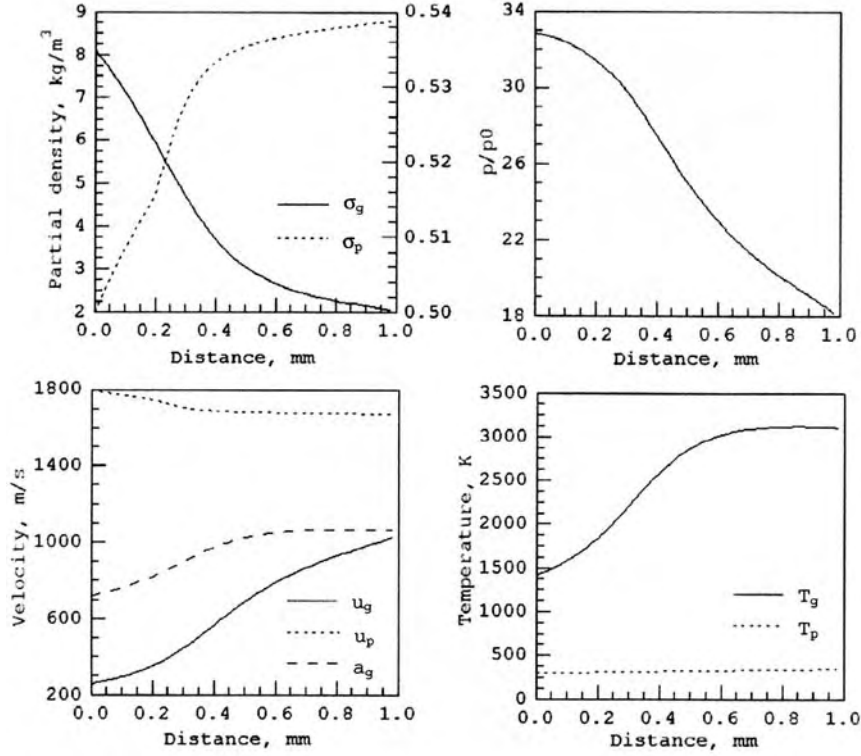 9
8
7
6
5
4
3
2
Partial density, kg/m³
0.54
0.53
0.52
0.51
0.50
σg
σp
0.0 0.2 0.4 0.6 0.8 1.0
Distance, mm
34
30
26
22
18
p/p0
0.0 0.2 0.4 0.6 0.8 1.0
Distance, mm
1800
1400
1000
600
200
Velocity, m/s
ug
up
ag
0.0 0.2 0.4 0.6 0.8 1.0
Distance, mm
3500
3000
2500
2000
1500
1000
500
0
Temperature, K
Tg
Tp
0.0 0.2 0.4 0.6 0.8 1.0
Distance, mm